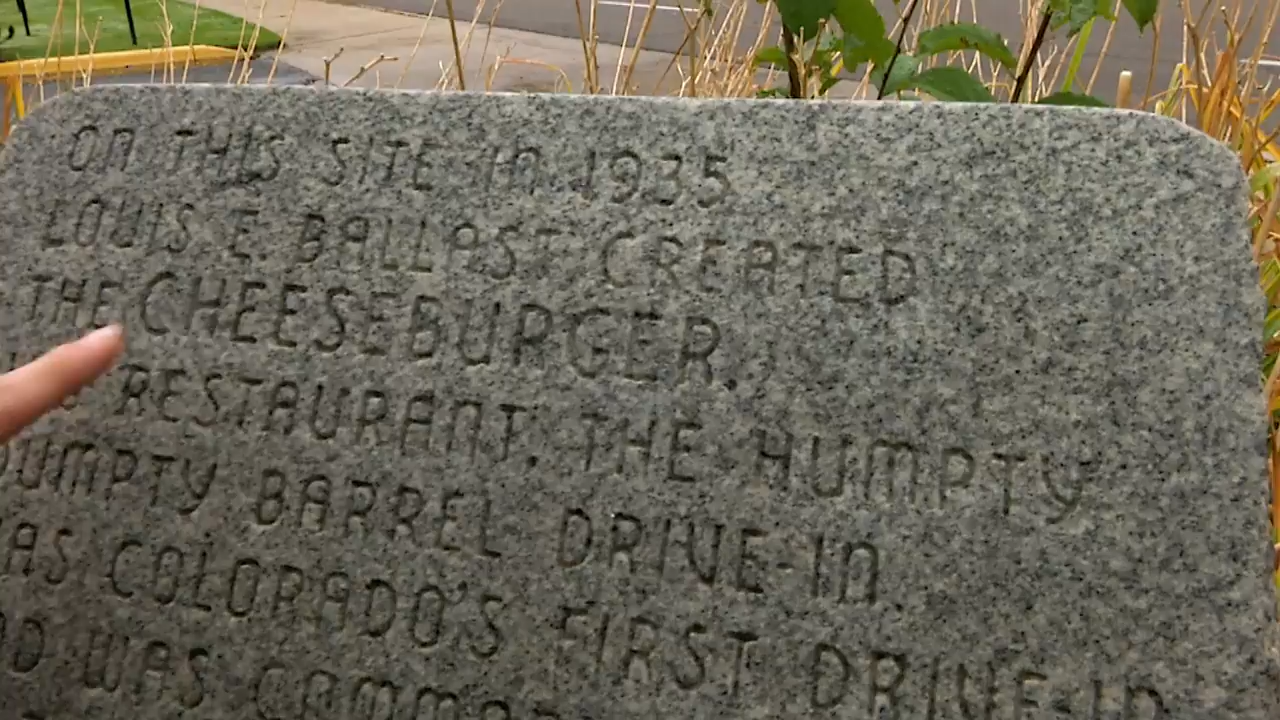 On THIS SITE In 1935
LOUIS E. BALLAST CREATED
THE CHEESEBURGER.
RESTAURANT, THE HUMPTY
DUMPTY BARREL DRIVE-In
AS COLORADO'S FIRST DRIVE-In
WAS